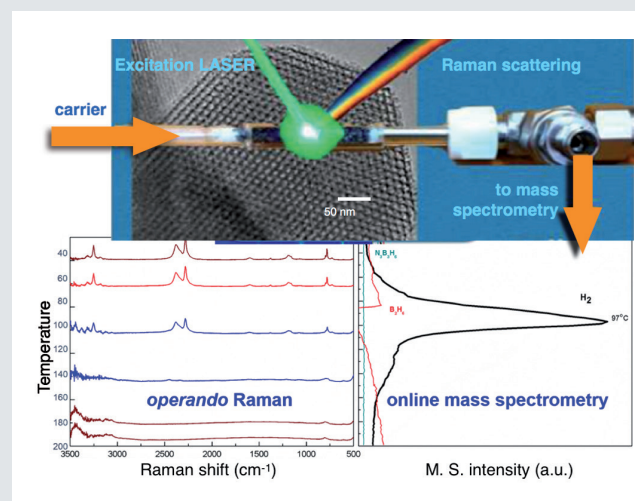 Excitation LASER
Raman scattering
carrier
50 nm
to mass
spectrometry
40
60
80
100
120
140
160
180
200
Temperature
operando Raman
3500
3000
2500
2000
1500
1000
500
Raman shift (cm-1)
N3B3H6
B2H6
H2
97°C
online mass spectrometry
M. S. intensity (a.u.)